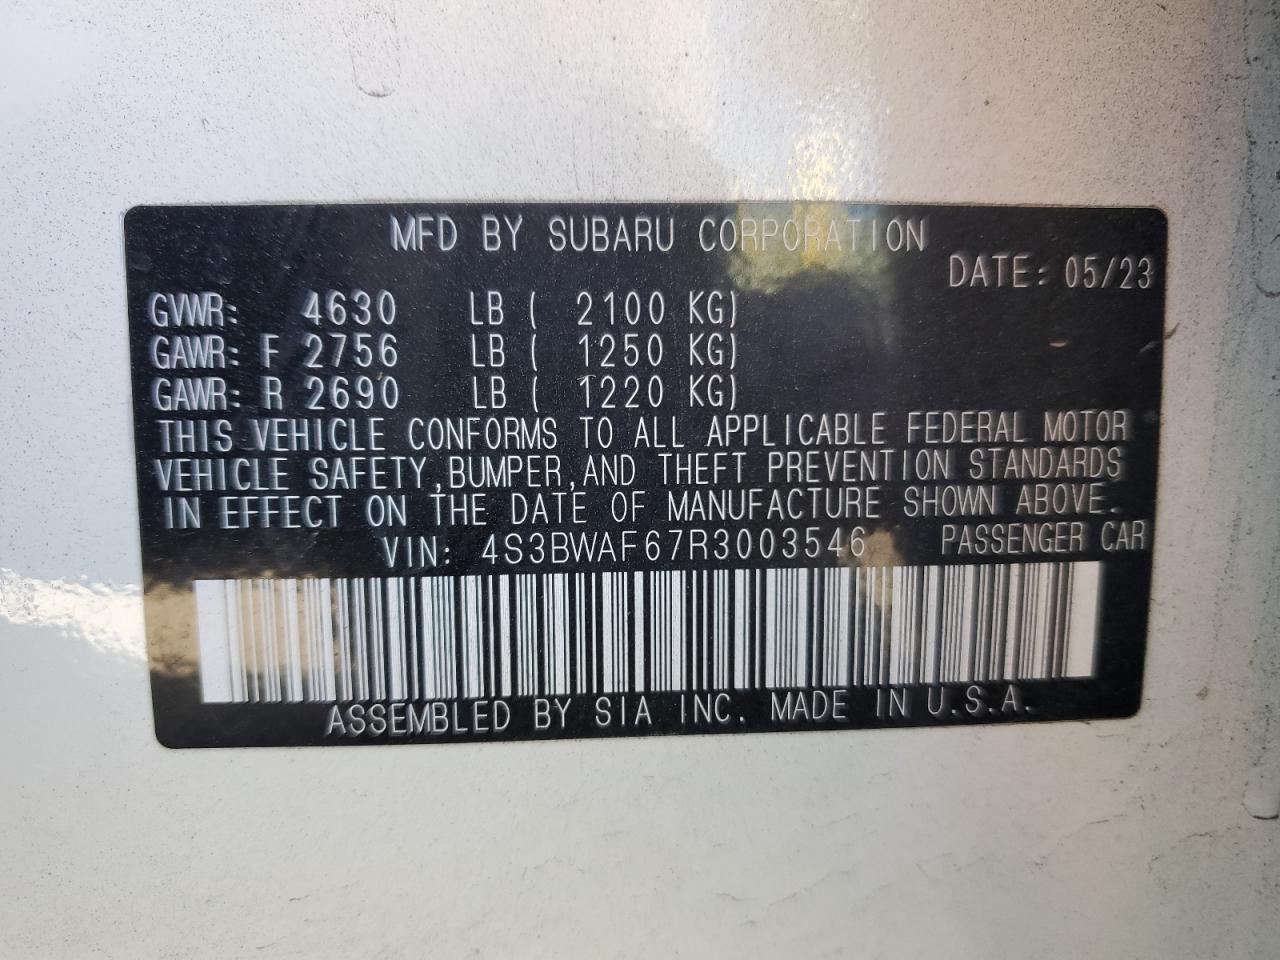 MFD BY SUBARU CORPORATION
DATE: 05/23
GVWR: 4630 LB ( 2100 KG)
GAWR: F 2756 LB ( 1250 KG)
GAWR: R 2690 LB ( 1220 KG)
THIS VEHICLE CONFORMS TO ALL APPLICABLE FEDERAL MOTOR
VEHICLE SAFETY,BUMPER,AND THEFT PREVENTION STANDARDS
IN EFFECT ON THE DATE OF MANUFACTURE SHOWN ABOVE.
VIN: 4S3BWAF67R3003546 PASSENGER CAR
ASSEMBLED BY SIA INC. MADE IN U.S.A.